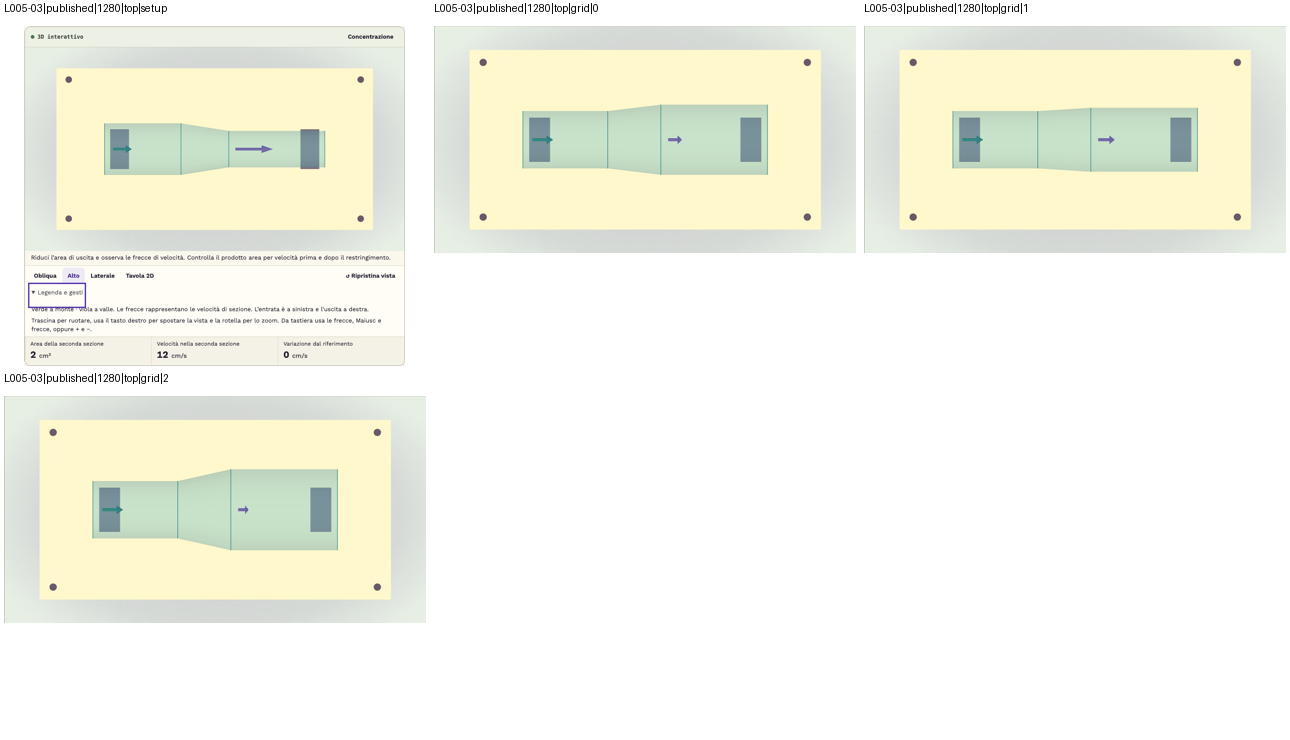 L005-03|published|1280|top|setup
L005-03|published|1280|top|grid|0
L005-03|published|1280|top|grid|1
3D interattivo
Concentrazione
Riduci l'area di uscita e osserva le frecce di velocità. Controlla il prodotto area per velocità prima e dopo il restringimento.
Obliqua Alto Laterale Tavola 2D
↺ Ripristina vista
▼ Legenda e gesti
Verde a monte · viola a valle. Le frecce rappresentano le velocità di sezione. L'entrata è a sinistra e l'uscita a destra.
Trascina per ruotare, usa il tasto destro per spostare la vista e la rotella per lo zoom. Da tastiera usa le frecce, Maiusc e
frecce, oppure + e −.
Area della seconda sezione
2 cm²
Velocità nella seconda sezione
12 cm/s
Variazione dal riferimento
0 cm/s
L005-03|published|1280|top|grid|2